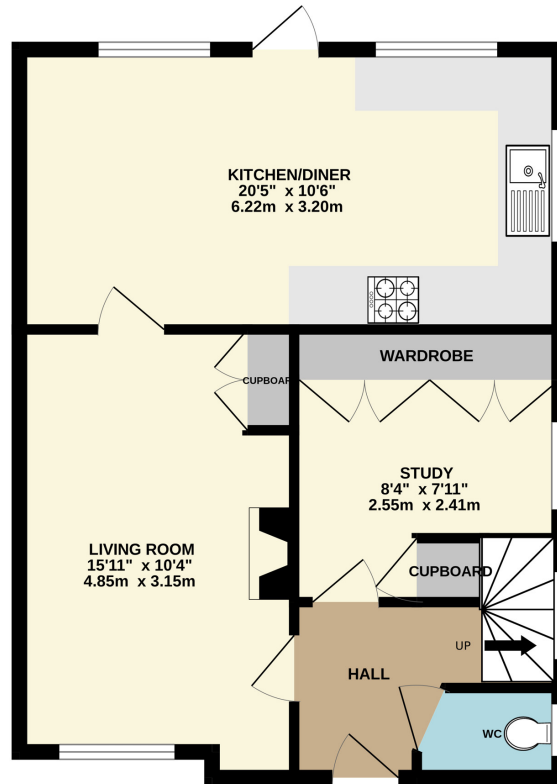 KITCHEN/DINER
20'5" x 10'6"
6.22m x 3.20m
CUPBOAR
WARDROBE
STUDY
8'4" x 7'11"
2.55m x 2.41m
LIVING ROOM
15'11" x 10'4"
4.85m x 3.15m
CUPBOARD
UP
HALL
WC